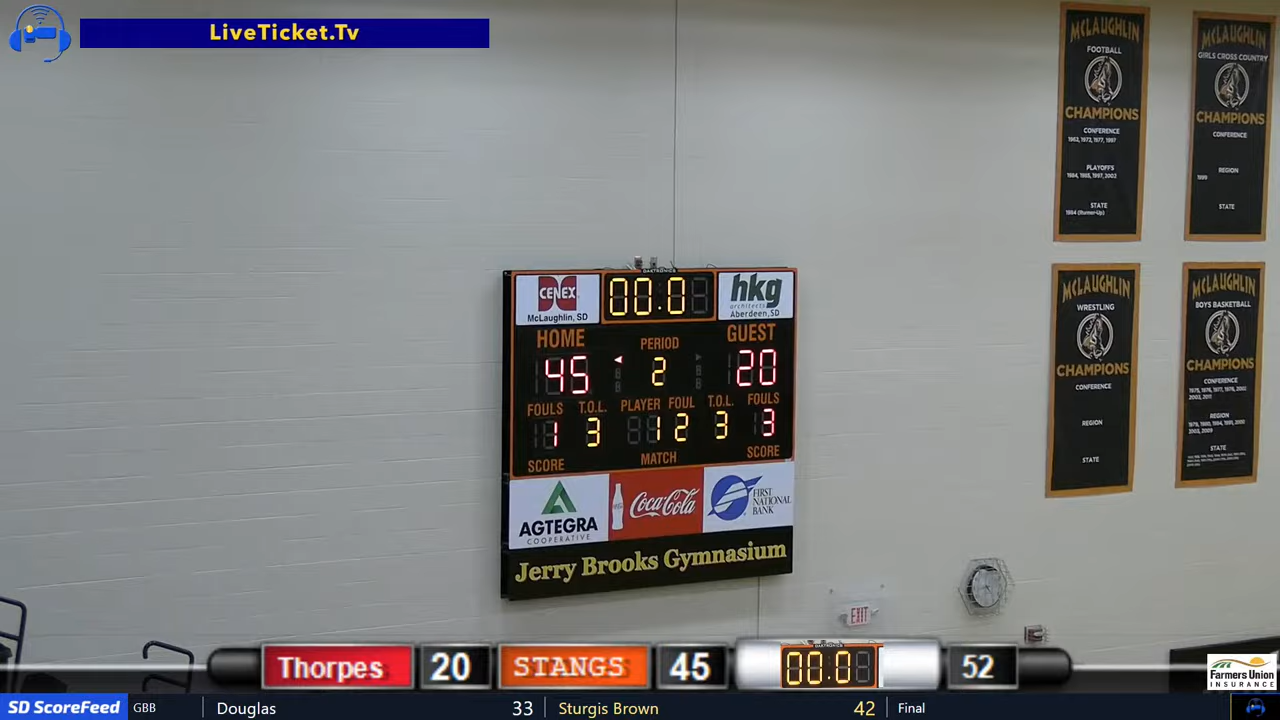 LiveTicket.Tv
McLAUGHLIN
FOOTBALL
CHAMPIONS
CONFERENCE
PLAYOFFS
STATE
McLAUGHLIN
GIRLS CROSS COUNTRY
CHAMPIONS
CONFERENCE
REGION
STATE
McLAUGHLIN
WRESTLING
CHAMPIONS
CONFERENCE
REGION
STATE
McLAUGHLIN
BOYS BASKETBALL
CHAMPIONS
CONFERENCE
REGION
STATE
DAKTRONICS
CENEX
McLaughlin, SD
00.0
hkg
architects
Aberdeen, SD
HOME PERIOD GUEST
45 2 20
FOULS T.O.L. PLAYER FOUL T.O.L. FOULS
1 3 1 2 3 3
SCORE MATCH SCORE
AGTEGRA
COOPERATIVE
Coca-Cola
FIRST
NATIONAL
BANK
Jerry Brooks Gymnasium
EXIT
Thorpes 20 STANGS 45 00.0 52
Farmers Union
INSURANCE
SD ScoreFeed GBB Douglas 33 Sturgis Brown 42 Final